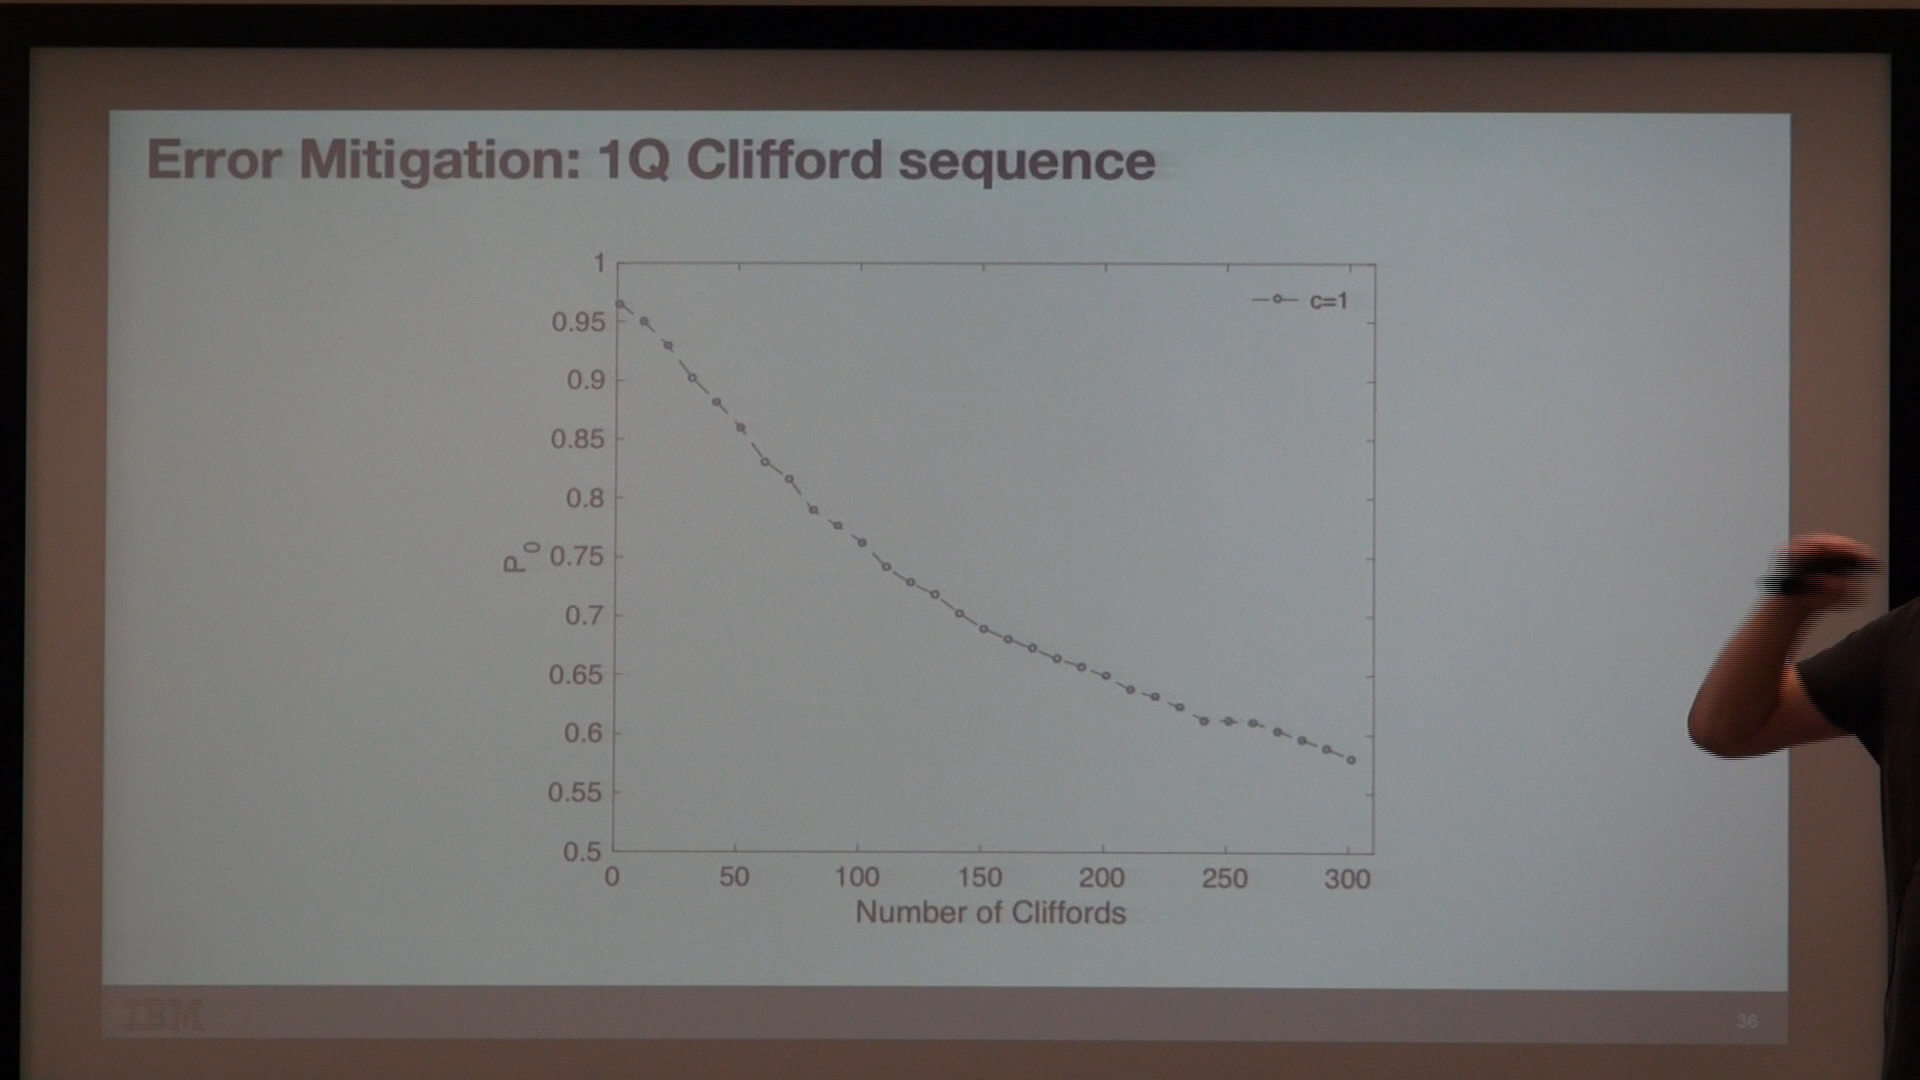 Error Mitigation: 1Q Clifford sequence
c=1
1
0.95
0.9
0.85
0.8
0.75
0.7
0.65
0.6
0.55
0.5
P0
0 50 100 150 200 250 300
Number of Cliffords
IBM
36